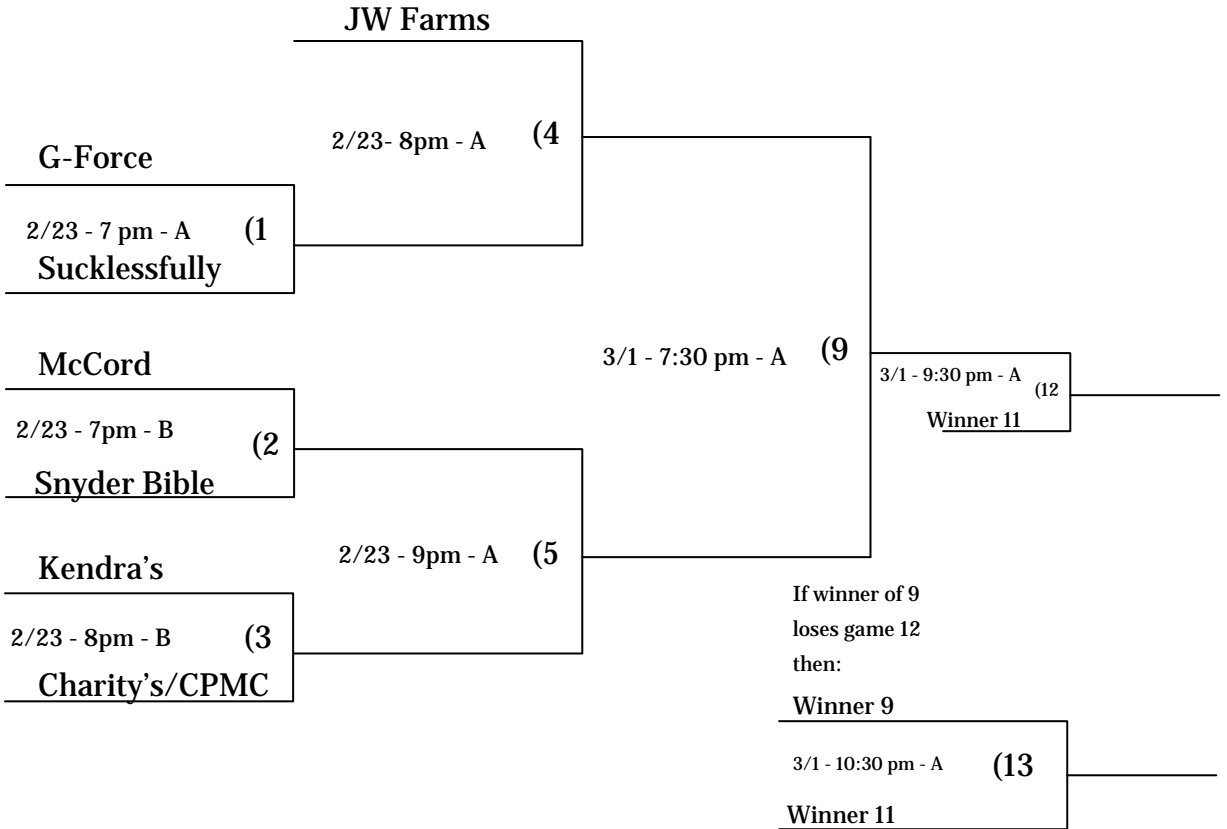 JW Farms
2/23- 8pm - A (4
G-Force
2/23 - 7 pm - A (1
Sucklessfully
McCord
2/23 - 7pm - B (2
Snyder Bible
Kendra's
2/23 - 8pm - B (3
Charity's/CPMC
2/23 - 9pm - A (5
3/1 - 7:30 pm - A (9
3/1 - 9:30 pm - A (12
Winner 11
If winner of 9
loses game 12
then:
Winner 9
3/1 - 10:30 pm - A (13
Winner 11